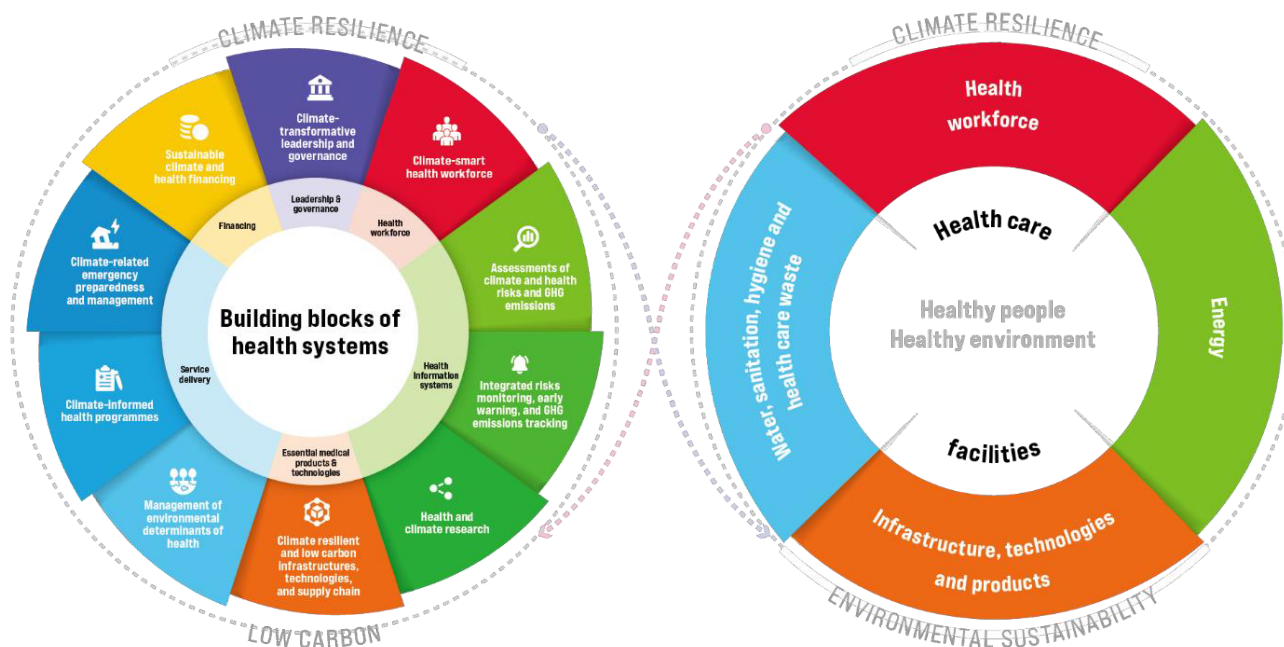 CLIMATE RESILIENCE
Climate-
transformative
leadership and
governance
Climate-smart
health workforce
Assessments of
climate and health
risks and GHG
emissions
Integrated risks
monitoring, early
warning, and GHG
emissions tracking
Health and
climate research
Climate resilient
and low carbon
infrastructures,
technologies,
and supply chain
Management of
environmental
determinants of
health
Climate-informed
health programmes
Climate-related
emergency
preparedness
and management
Sustainable
climate and
health financing
Leadership &
governance
Health
workforce
Health
information
systems
Essential medical
products &
technologies
Service
delivery
Financing
Building blocks of
health systems
LOW CARBON
CLIMATE RESILIENCE
Health
workforce
Energy
Infrastructure, technologies
and products
Water, sanitation, hygiene and
health care waste
Health care
Healthy people
Healthy environment
facilities
ENVIRONMENTAL SUSTAINABILITY